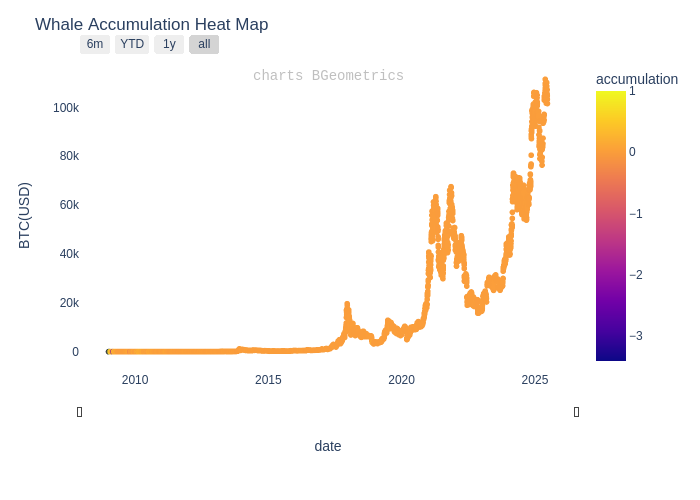 Whale Accumulation Heat Map
6m YTD 1y all
charts BGeometrics
accumulation
1
0
−1
−2
−3
BTC(USD)
100k
80k
60k
40k
20k
0
2010 2015 2020 2025
date